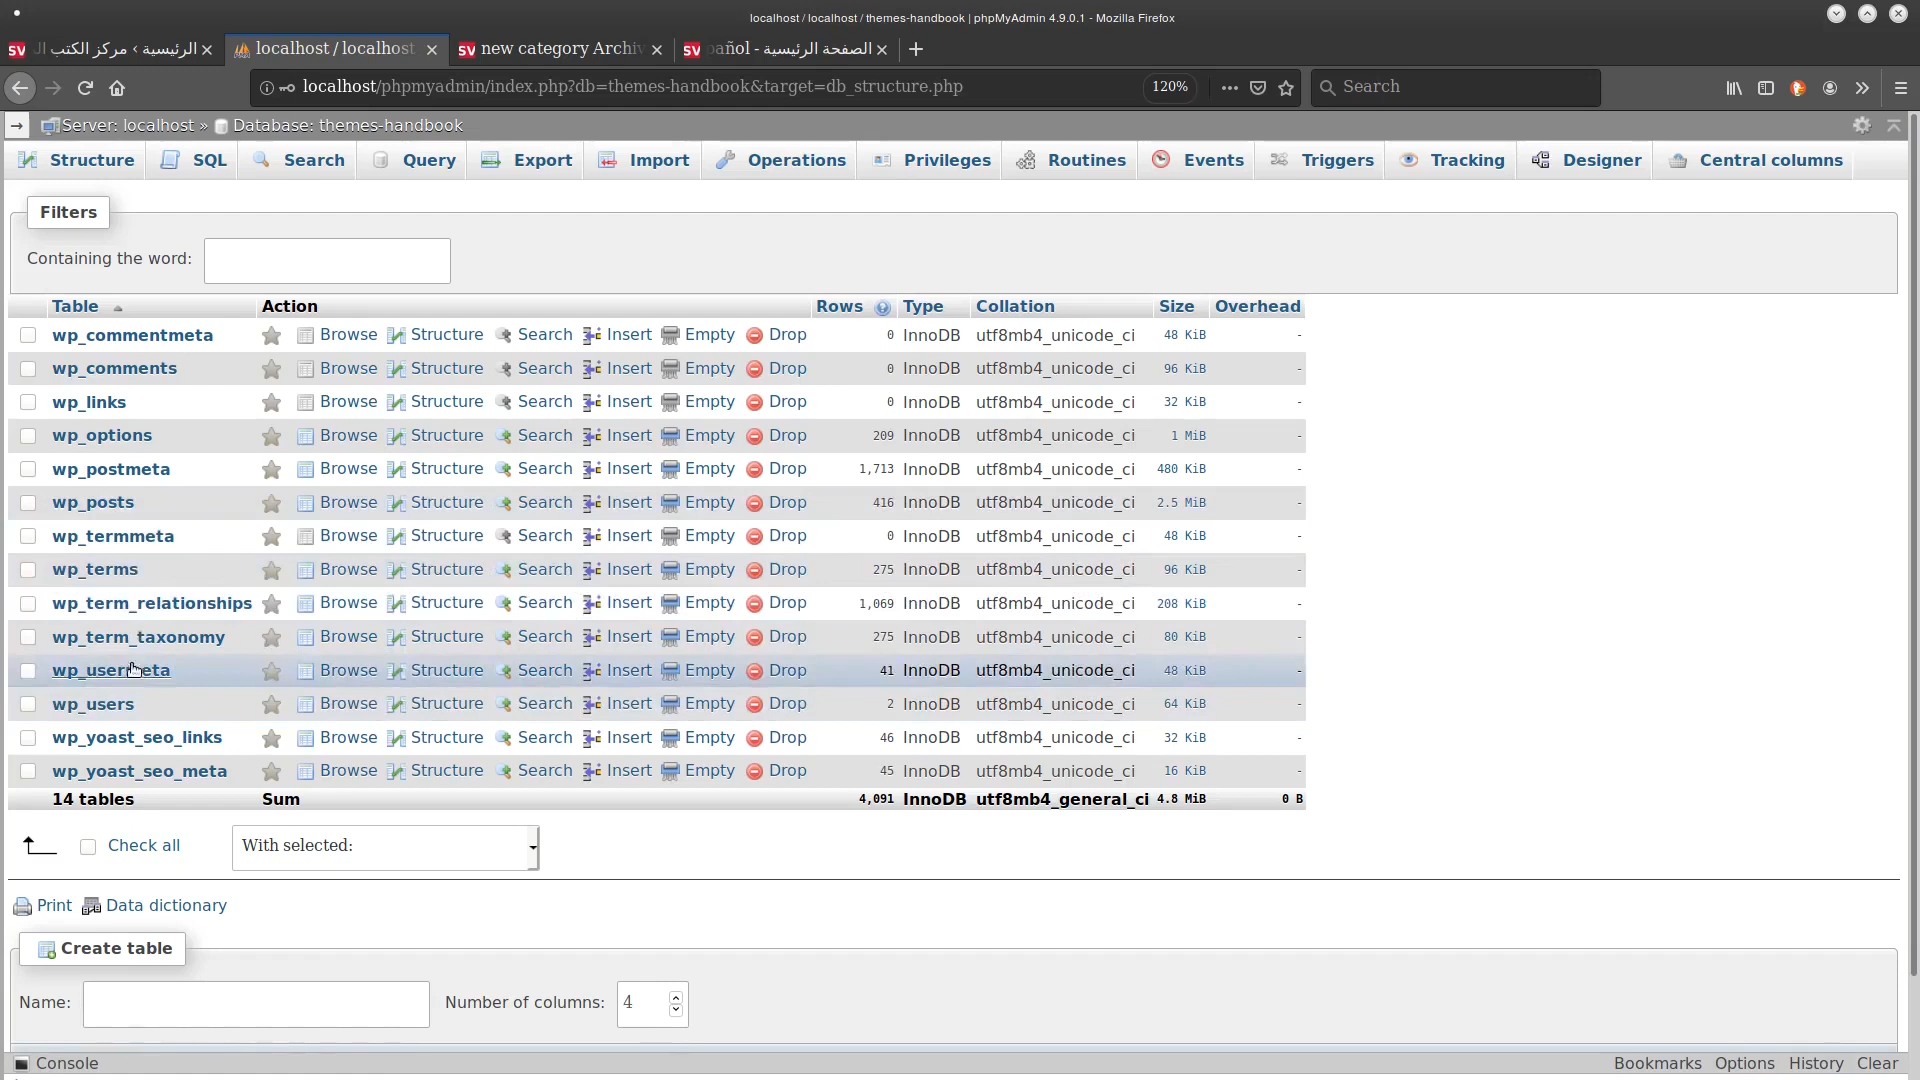 localhost / localhost / themes-handbook | phpMyAdmin 4.9.0.1 - Mozilla Firefox
الرئيسية › مركز الكتب
localhost / localhost
new category Archiv
الصفحة الرئيسية - pañol
localhost/phpmyadmin/index.php?db=themes-handbook&target=db_structure.php
120%
Search
Server: localhost » Database: themes-handbook
Structure SQL Search Query Export Import Operations Privileges Routines Events Triggers Tracking Designer Central columns
Filters
Containing the word:
Table Action Rows Type Collation Size Overhead
wp_commentmeta Browse Structure Search Insert Empty Drop 0 InnoDB utf8mb4_unicode_ci 48 KiB -
wp_comments Browse Structure Search Insert Empty Drop 0 InnoDB utf8mb4_unicode_ci 96 KiB -
wp_links Browse Structure Search Insert Empty Drop 0 InnoDB utf8mb4_unicode_ci 32 KiB -
wp_options Browse Structure Search Insert Empty Drop 209 InnoDB utf8mb4_unicode_ci 1 MiB -
wp_postmeta Browse Structure Search Insert Empty Drop 1,713 InnoDB utf8mb4_unicode_ci 480 KiB -
wp_posts Browse Structure Search Insert Empty Drop 416 InnoDB utf8mb4_unicode_ci 2.5 MiB -
wp_termmeta Browse Structure Search Insert Empty Drop 0 InnoDB utf8mb4_unicode_ci 48 KiB -
wp_terms Browse Structure Search Insert Empty Drop 275 InnoDB utf8mb4_unicode_ci 96 KiB -
wp_term_relationships Browse Structure Search Insert Empty Drop 1,069 InnoDB utf8mb4_unicode_ci 208 KiB -
wp_term_taxonomy Browse Structure Search Insert Empty Drop 275 InnoDB utf8mb4_unicode_ci 80 KiB -
wp_usermeta Browse Structure Search Insert Empty Drop 41 InnoDB utf8mb4_unicode_ci 48 KiB -
wp_users Browse Structure Search Insert Empty Drop 2 InnoDB utf8mb4_unicode_ci 64 KiB -
wp_yoast_seo_links Browse Structure Search Insert Empty Drop 46 InnoDB utf8mb4_unicode_ci 32 KiB -
wp_yoast_seo_meta Browse Structure Search Insert Empty Drop 45 InnoDB utf8mb4_unicode_ci 16 KiB -
14 tables Sum 4,091 InnoDB utf8mb4_general_ci 4.8 MiB 0 B
Check all With selected:
Print Data dictionary
Create table
Name: Number of columns: 4
Console Bookmarks Options History Clear